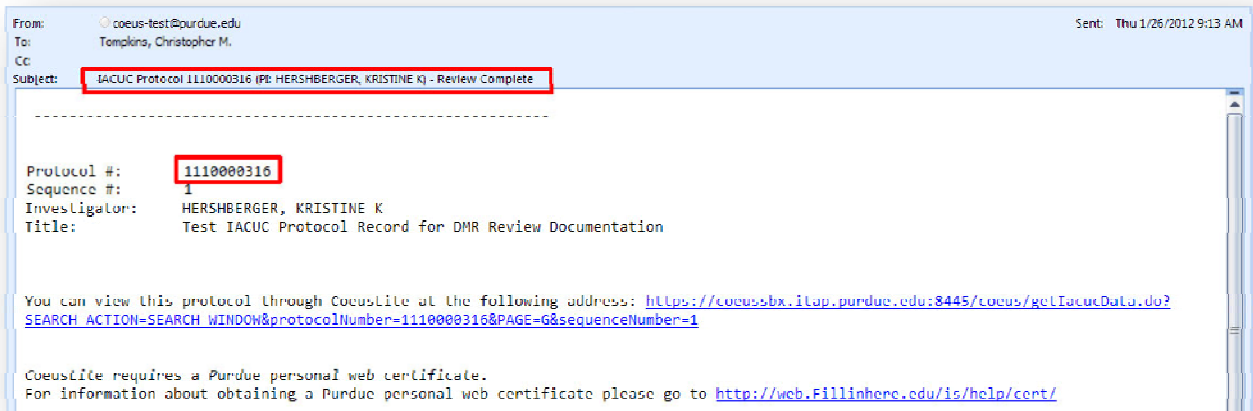 From: coeus-test@purdue.edu Sent: Thu 1/26/2012 9:13 AM
To: Tompkins, Christopher M.
Cc:
Subject: IACUC Protocol 1110000316 (PI: HERSHBERGER, KRISTINE K) - Review Complete
------------------------------------------------------------
Protocol #: 1110000316
Sequence #: 1
Investigator: HERSHBERGER, KRISTINE K
Title: Test IACUC Protocol Record for DMR Review Documentation
You can view this protocol through CoeusLite at the following address: https://coeussbx.itap.purdue.edu:8445/coeus/getIacucData.do?
SEARCH_ACTION=SEARCH_WINDOW&protocolNumber=1110000316&PAGE=G&sequenceNumber=1
CoeusLite requires a Purdue personal web certificate.
For information about obtaining a Purdue personal web certificate please go to http://web.Fillinhere.edu/is/help/cert/